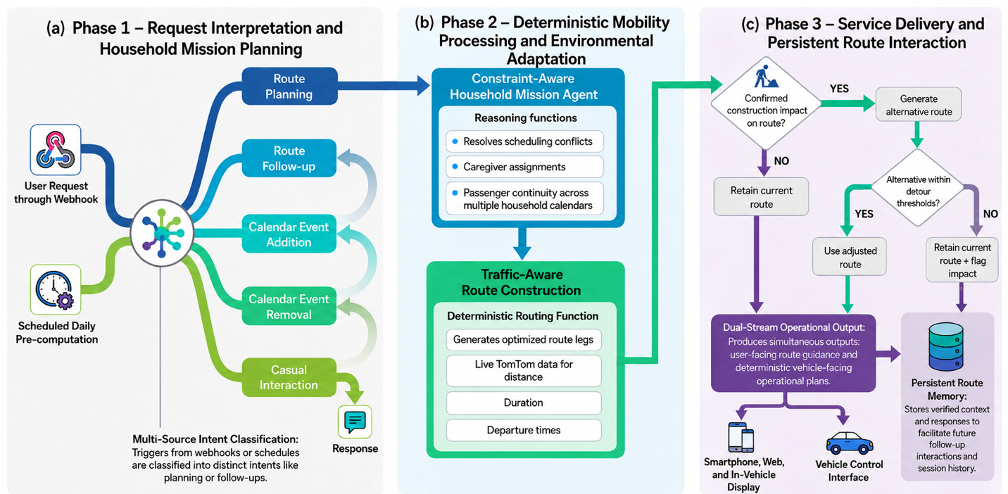 (a) Phase 1 – Request Interpretation and
Household Mission Planning
User Request
through Webhook
Scheduled Daily
Pre-computation
Route
Planning
Route
Follow-up
Calendar Event
Addition
Calendar Event
Removal
Casual
Interaction
Response
Multi-Source Intent Classification:
Triggers from webhooks or schedules
are classified into distinct intents like
planning or follow-ups.
(b) Phase 2 – Deterministic Mobility
Processing and Environmental
Adaptation
Constraint-Aware
Household Mission Agent
Reasoning functions
Resolves scheduling conflicts
Caregiver assignments
Passenger continuity across
multiple household calendars
Traffic-Aware
Route Construction
Deterministic Routing Function
Generates optimized route legs
Live TomTom data for
distance
Duration
Departure times
(c) Phase 3 – Service Delivery and
Persistent Route Interaction
Confirmed
construction impact
on route?
YES
Generate
alternative route
NO
Retain current
route
Alternative within
detour
thresholds?
YES
NO
Use adjusted
route
Retain current
route + flag
impact
Dual-Stream Operational Output:
Produces simultaneous outputs:
user-facing route guidance and
deterministic vehicle-facing
operational plans.
Smartphone, Web,
and In-Vehicle
Display
Vehicle Control
Interface
Persistent Route
Memory:
Stores verified context
and responses to
facilitate future
follow-up
interactions and
session history.